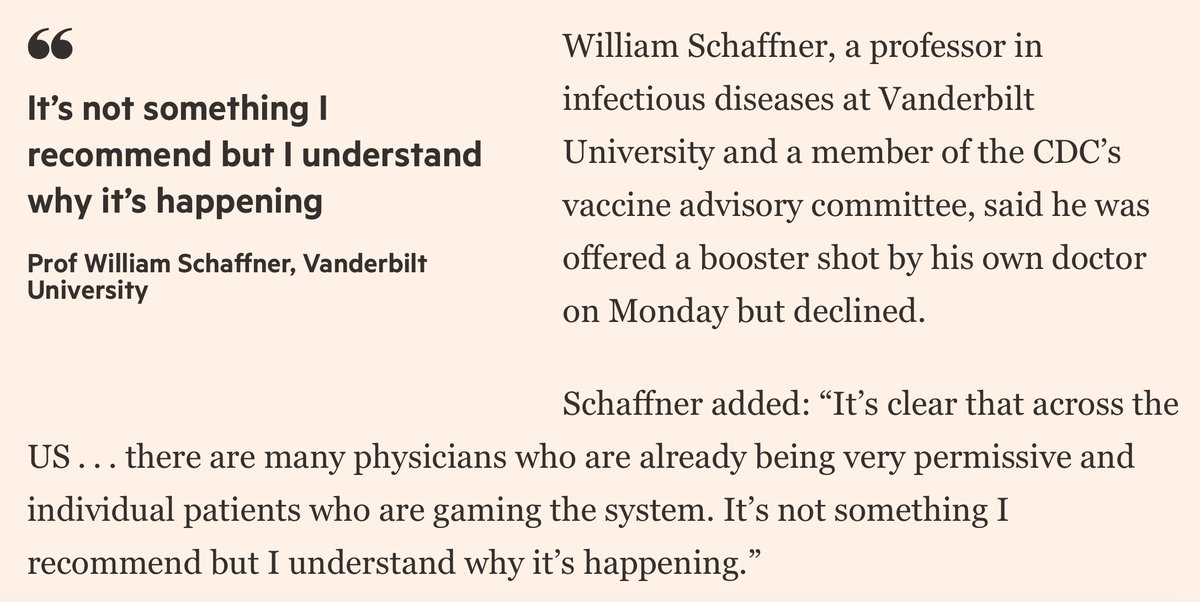 “
It’s not something I
recommend but I understand
why it’s happening
Prof William Schaffner, Vanderbilt
University
William Schaffner, a professor in
infectious diseases at Vanderbilt
University and a member of the CDC’s
vaccine advisory committee, said he was
offered a booster shot by his own doctor
on Monday but declined.
Schaffner added: “It’s clear that across the
US . . . there are many physicians who are already being very permissive and
individual patients who are gaming the system. It’s not something I
recommend but I understand why it’s happening.”